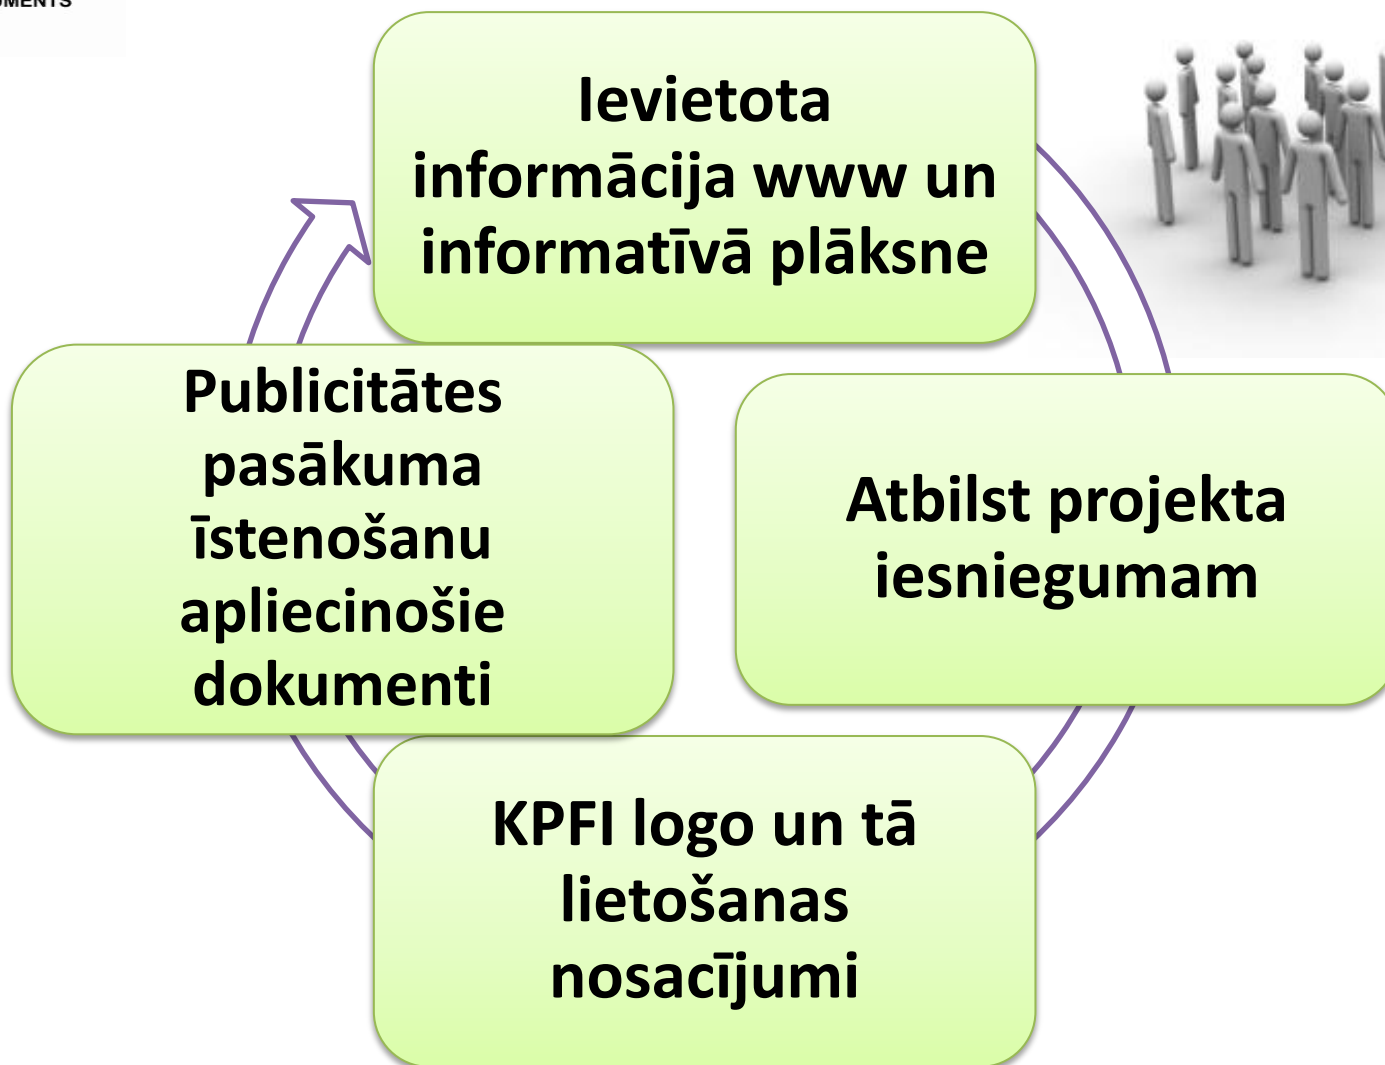 Ievietota
informācija www un
informatīvā plāksne
Atbilst projekta
iesniegumam
KPFI logo un tā
lietošanas
nosacījumi
Publicitātes
pasākuma
īstenošanu
apliecinošie
dokumenti